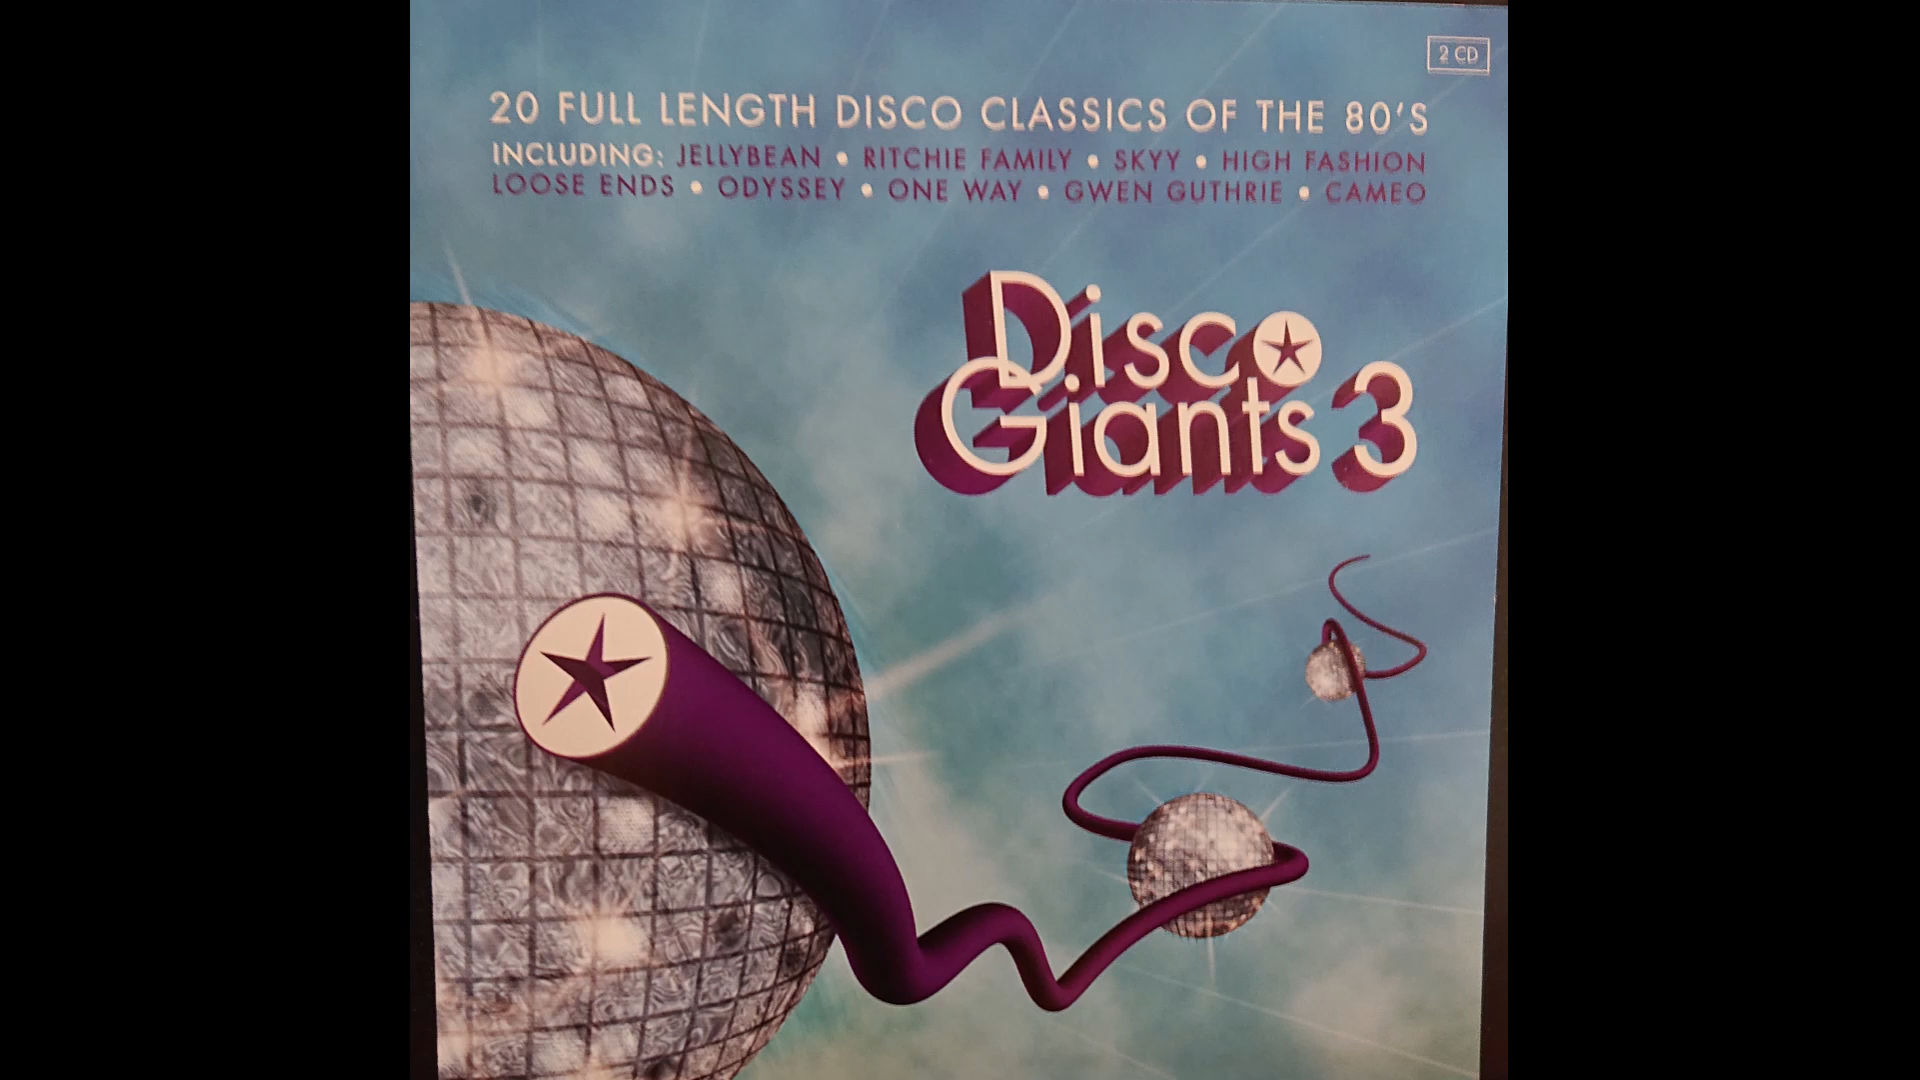 2 CD
20 FULL LENGTH DISCO CLASSICS OF THE 80'S
INCLUDING: JELLYBEAN • RITCHIE FAMILY • SKYY • HIGH FASHION
LOOSE ENDS • ODYSSEY • ONE WAY • GWEN GUTHRIE • CAMEO
Disco
Giants 3